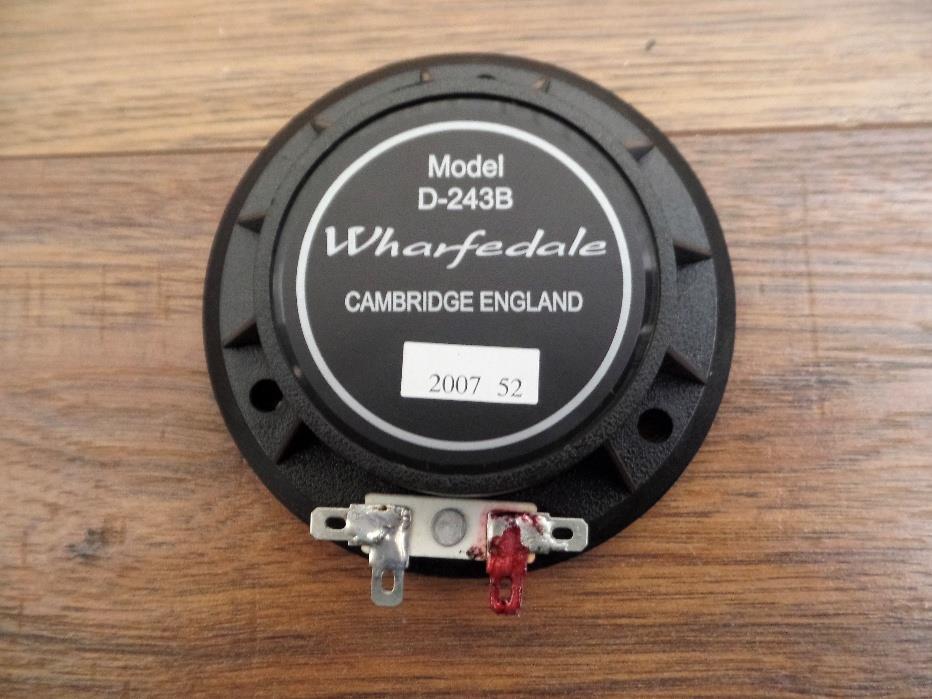 Model
D-243B
Wharfedale
CAMBRIDGE ENGLAND
2007 52